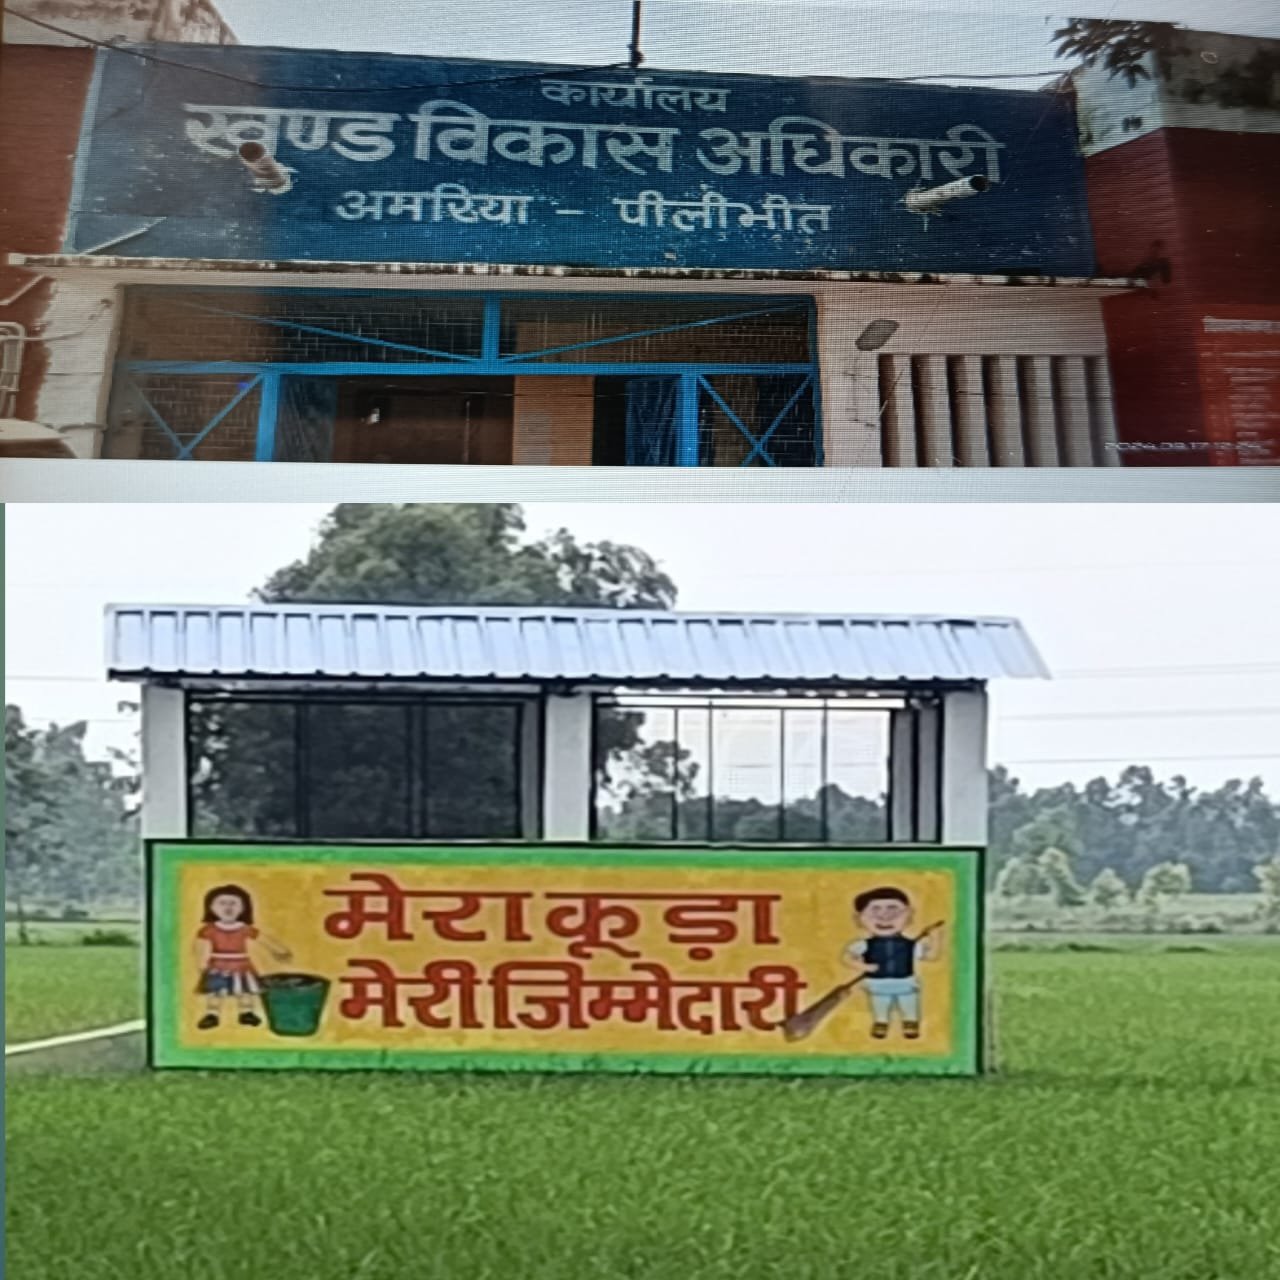 कार्यालय
खण्ड विकास अधिकारी
अमरिया - पीलीभीत
मेरा कूड़ा
मेरी जिम्मेदारी